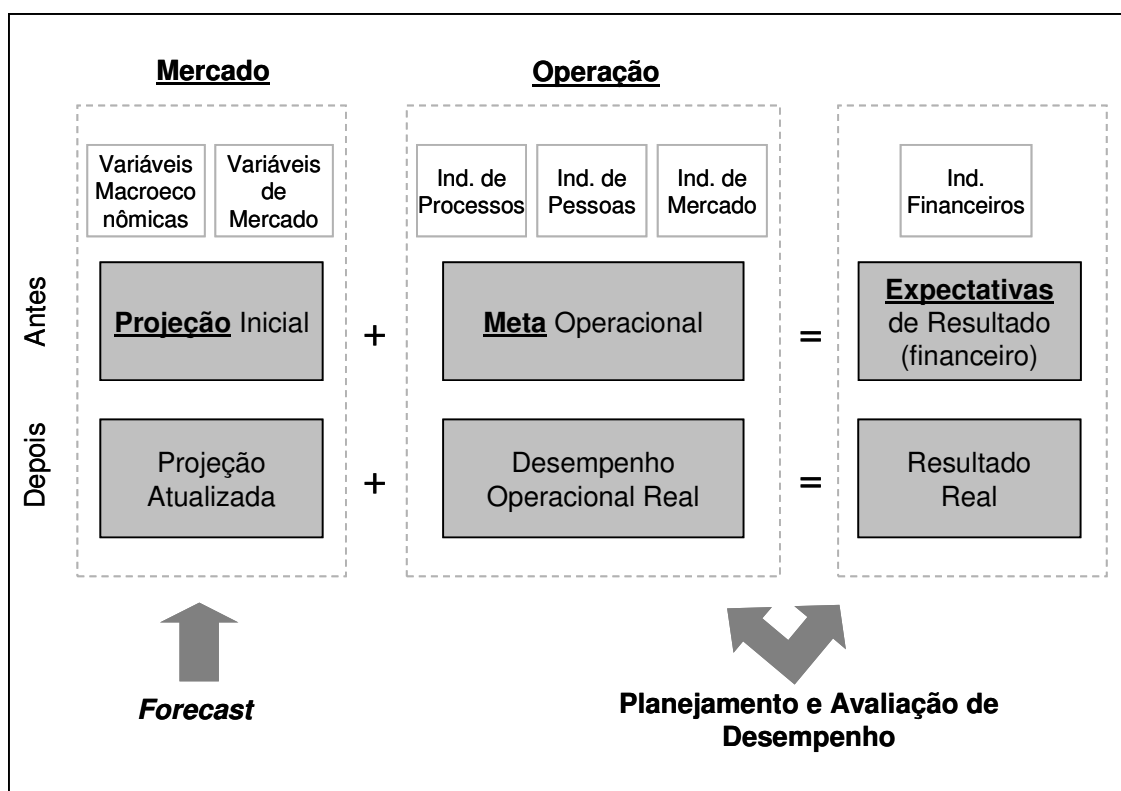 Mercado
Operação
Variáveis
Macroeco
nômicas
Variáveis
de
Mercado
Ind. de
Processos
Ind. de
Pessoas
Ind. de
Mercado
Ind.
Financeiros
Antes
Projeção Inicial
+
Meta Operacional
=
Expectativas
de Resultado
(financeiro)
Depois
Projeção
Atualizada
+
Desempenho
Operacional Real
=
Resultado
Real
Forecast
Planejamento e Avaliação de
Desempenho